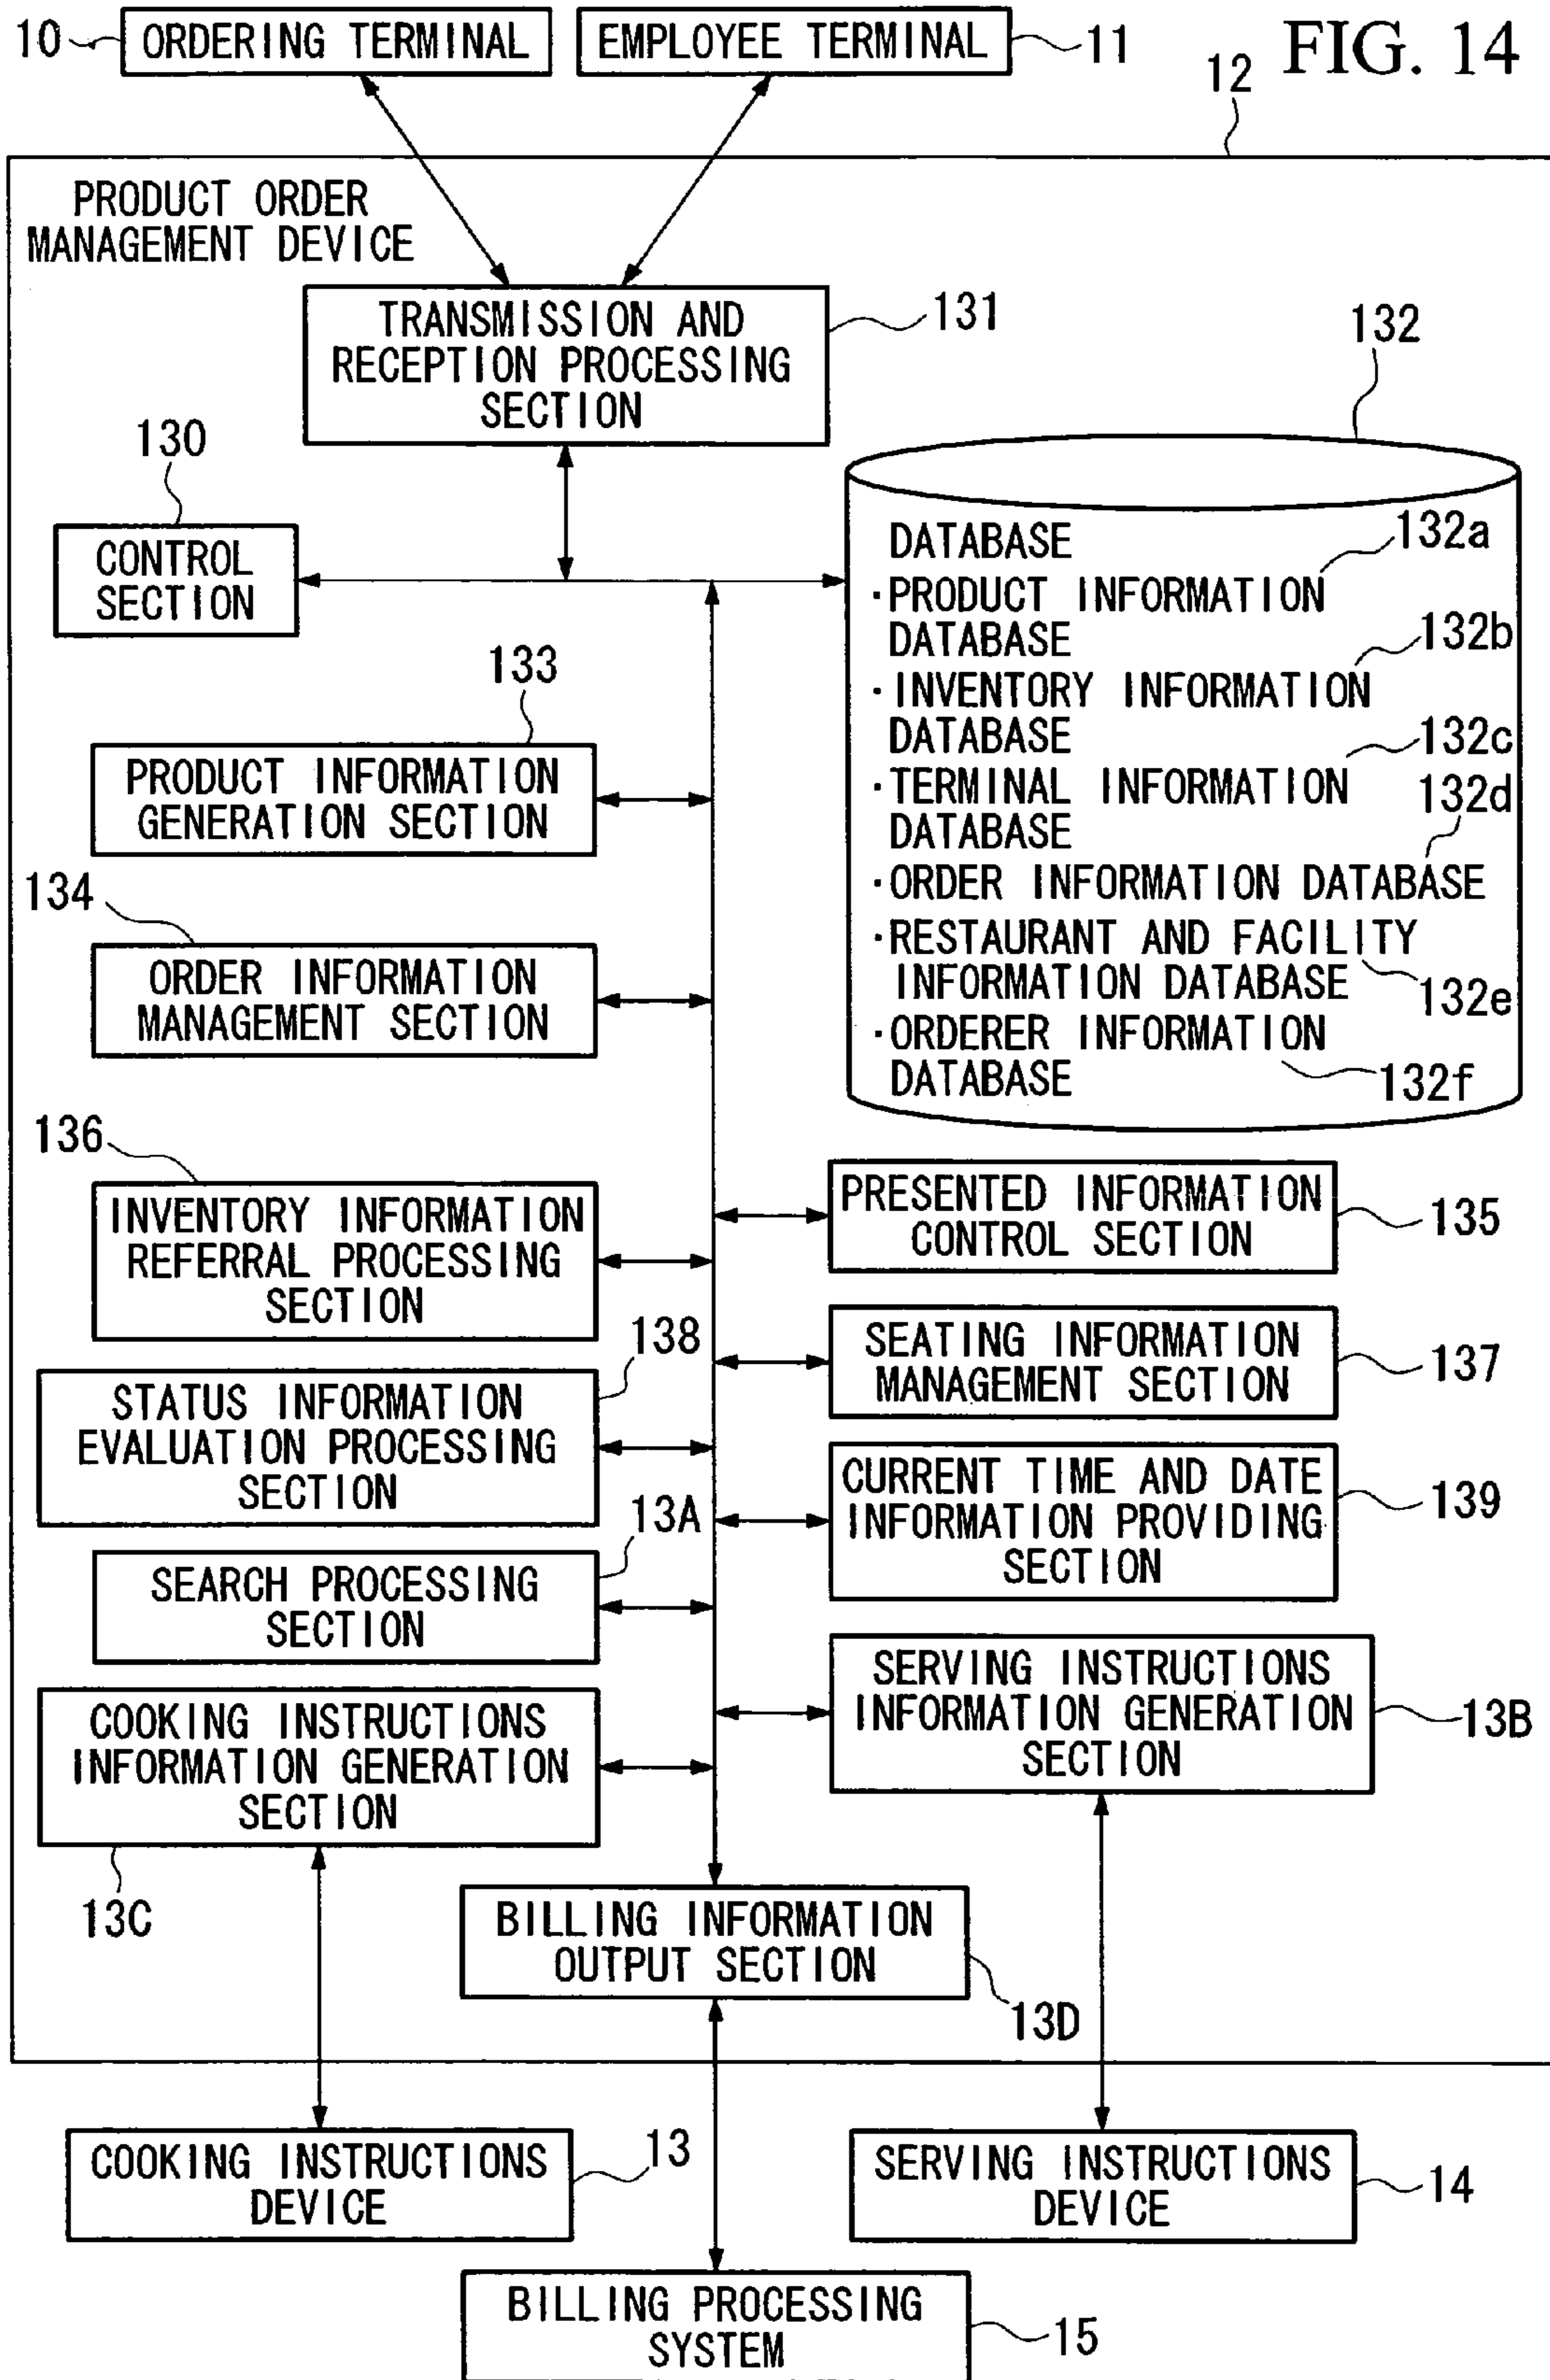 FIG. 14
10
ORDERING TERMINAL
EMPLOYEE TERMINAL
11
12
PRODUCT ORDER
MANAGEMENT DEVICE
TRANSMISSION AND
RECEPTION PROCESSING
SECTION
131
130
CONTROL
SECTION
132
DATABASE
132a
·PRODUCT INFORMATION
DATABASE
132b
·INVENTORY INFORMATION
DATABASE
132c
·TERMINAL INFORMATION
DATABASE
132d
·ORDER INFORMATION DATABASE
·RESTAURANT AND FACILITY
INFORMATION DATABASE
132e
·ORDERER INFORMATION
DATABASE
132f
133
PRODUCT INFORMATION
GENERATION SECTION
134
ORDER INFORMATION
MANAGEMENT SECTION
136
INVENTORY INFORMATION
REFERRAL PROCESSING
SECTION
PRESENTED INFORMATION
CONTROL SECTION
135
138
STATUS INFORMATION
EVALUATION PROCESSING
SECTION
SEATING INFORMATION
MANAGEMENT SECTION
137
13A
SEARCH PROCESSING
SECTION
CURRENT TIME AND DATE
INFORMATION PROVIDING
SECTION
139
COOKING INSTRUCTIONS
INFORMATION GENERATION
SECTION
13C
SERVING INSTRUCTIONS
INFORMATION GENERATION
SECTION
13B
BILLING INFORMATION
OUTPUT SECTION
13D
COOKING INSTRUCTIONS
DEVICE
13
SERVING INSTRUCTIONS
DEVICE
14
BILLING PROCESSING
SYSTEM
15